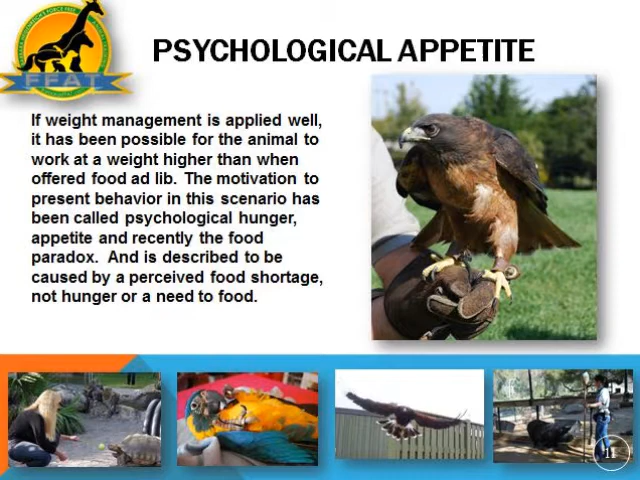 FFAT
PSYCHOLOGICAL APPETITE
If weight management is applied well,
it has been possible for the animal to
work at a weight higher than when
offered food ad lib. The motivation to
present behavior in this scenario has
been called psychological hunger,
appetite and recently the food
paradox. And is described to be
caused by a perceived food shortage,
not hunger or a need to food.
11